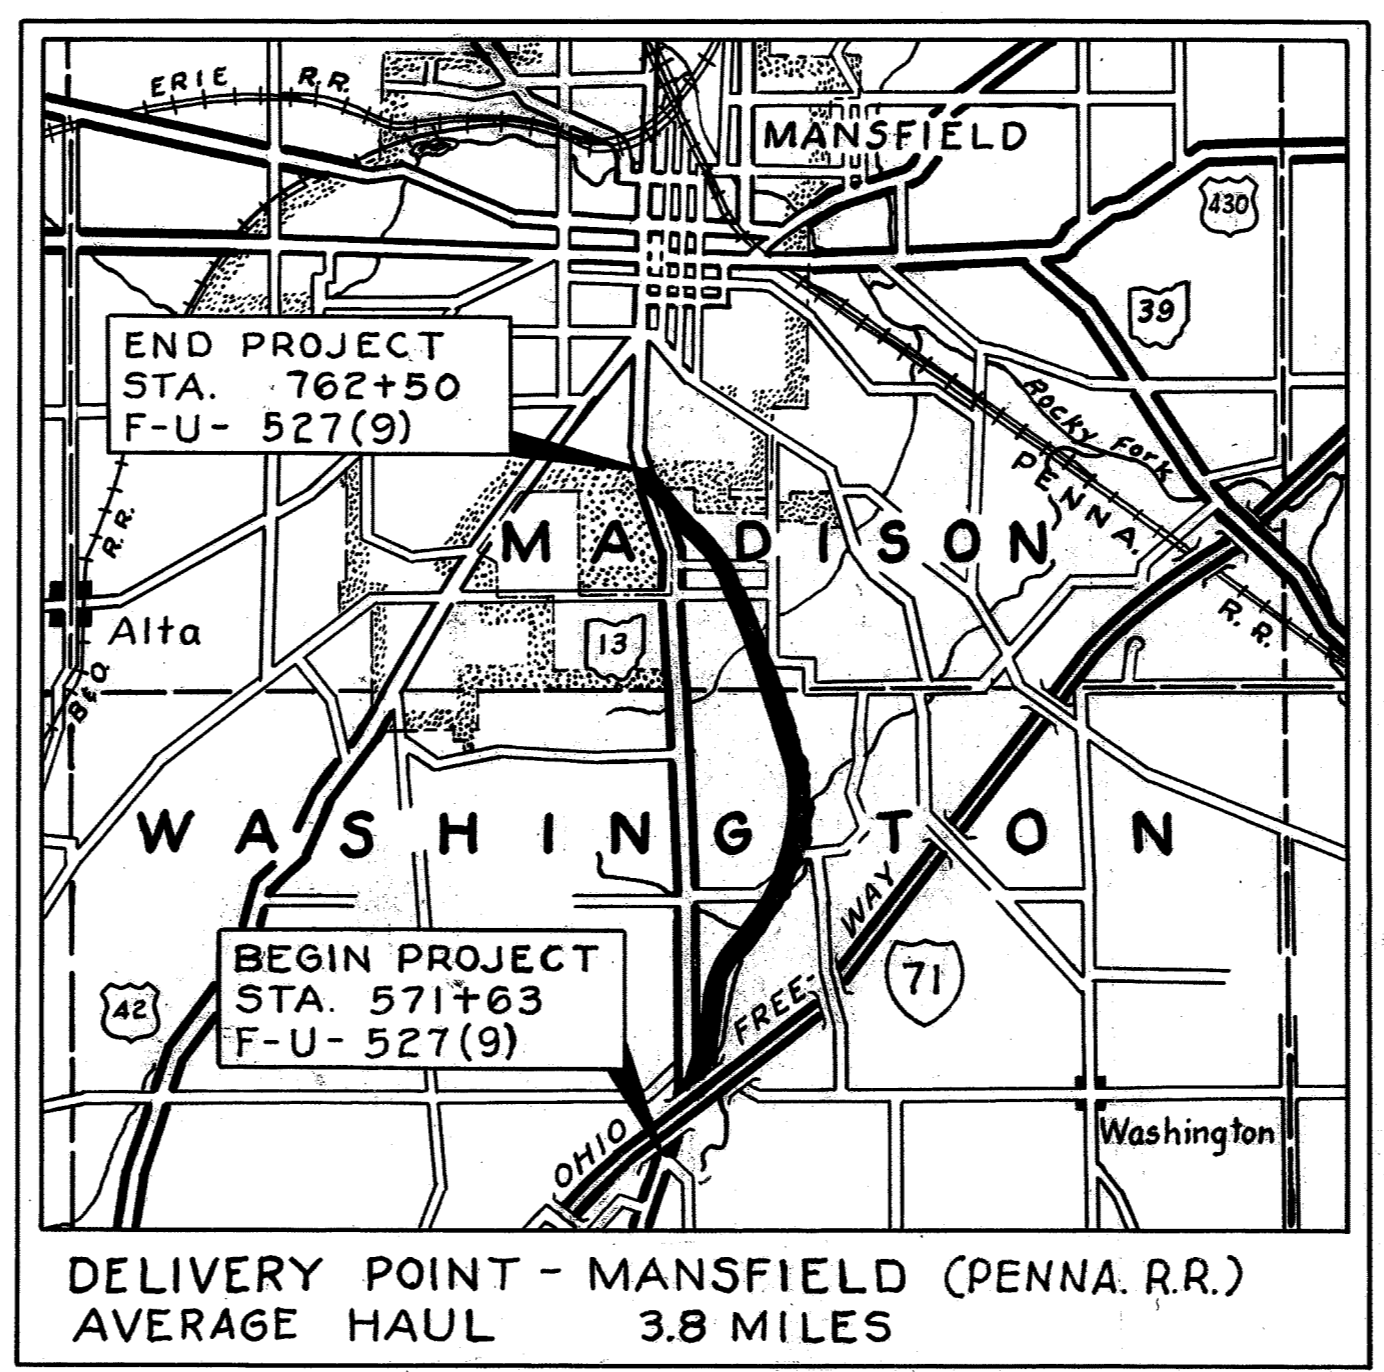 ERIE R.R.
MANSFIELD
430
39
END PROJECT
STA. 762+50
F-U- 527(9)
ROCKY FORK
PENNA.
R.R.
R.R.
MADISON
Alta
13
B&O
WASHINGTON
BEGIN PROJECT
STA. 571+63
F-U- 527(9)
42
71
OHIO FREE-
WAY
Washington
DELIVERY POINT - MANSFIELD (PENNA. R.R.)
AVERAGE HAUL 3.8 MILES